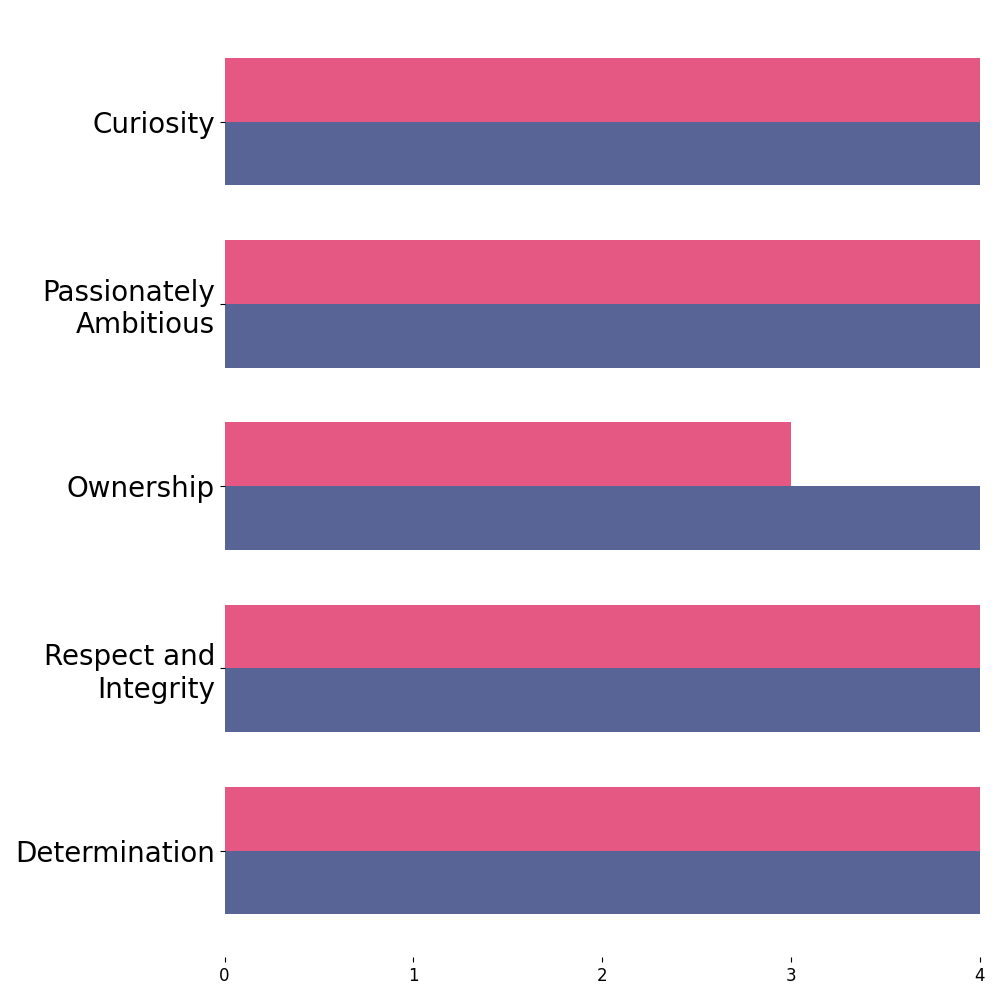 Curiosity
Passionately
Ambitious
Ownership
Respect and
Integrity
Determination
0 1 2 3 4